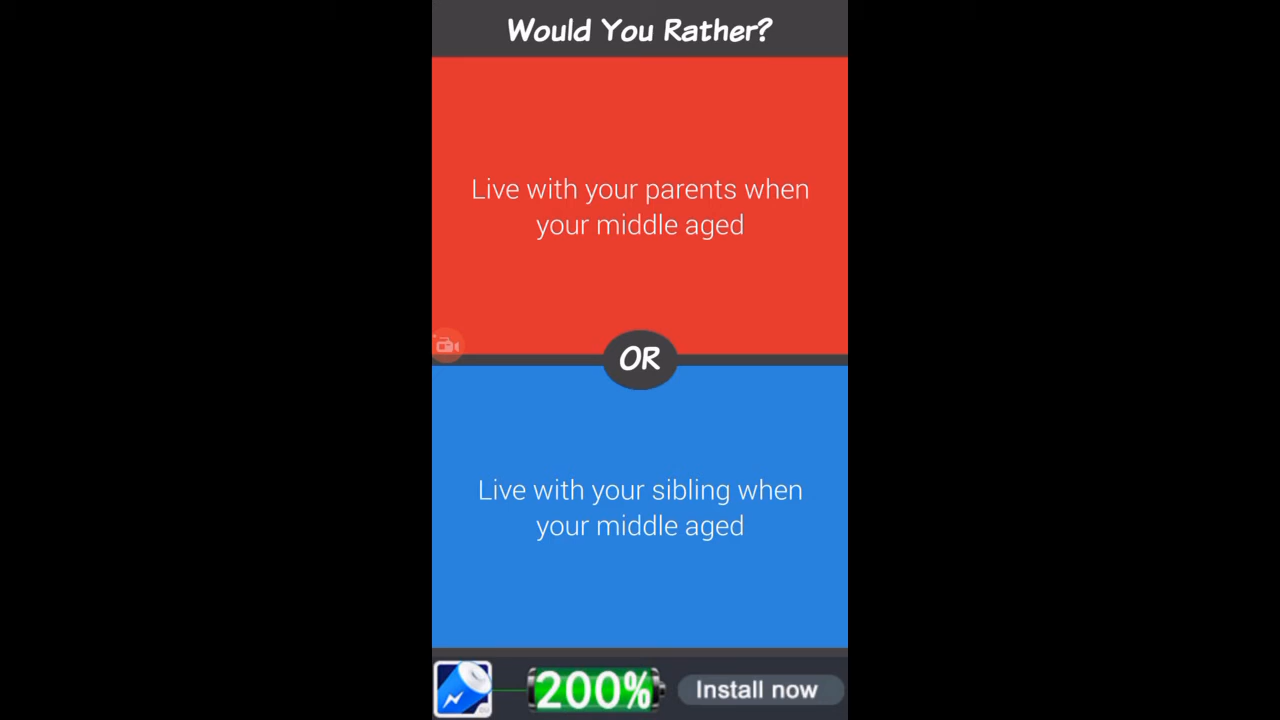 Would You Rather?
Live with your parents when
your middle aged
OR
Live with your sibling when
your middle aged
200%
Install now